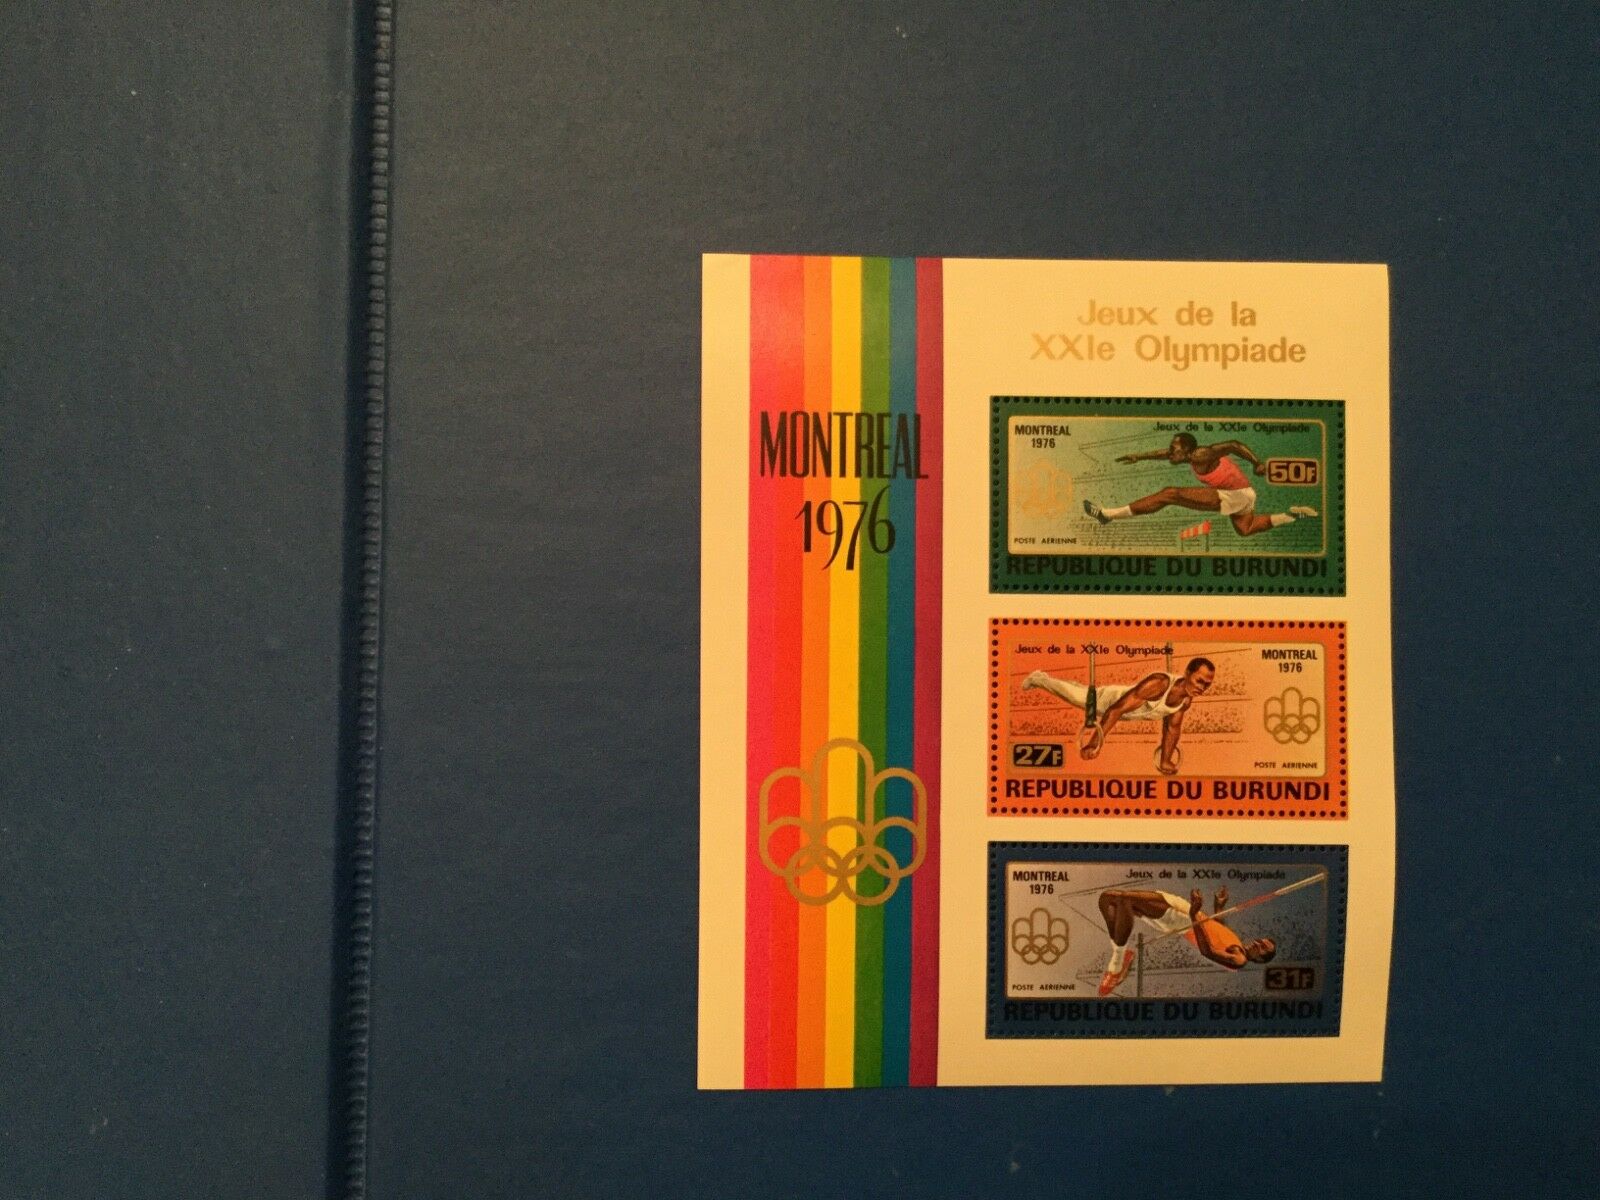 Jeux de la
XXIe Olympiade
MONTREAL
1976
MONTREAL
1976
Jeux de la XXIe Olympiade
50F
POSTE AERIENNE
REPUBLIQUE DU BURUNDI
Jeux de la XXIe Olympiade
MONTREAL
1976
27F
POSTE AERIENNE
REPUBLIQUE DU BURUNDI
MONTREAL
1976
Jeux de la XXIe Olympiade
31F
POSTE AERIENNE
REPUBLIQUE DU BURUNDI